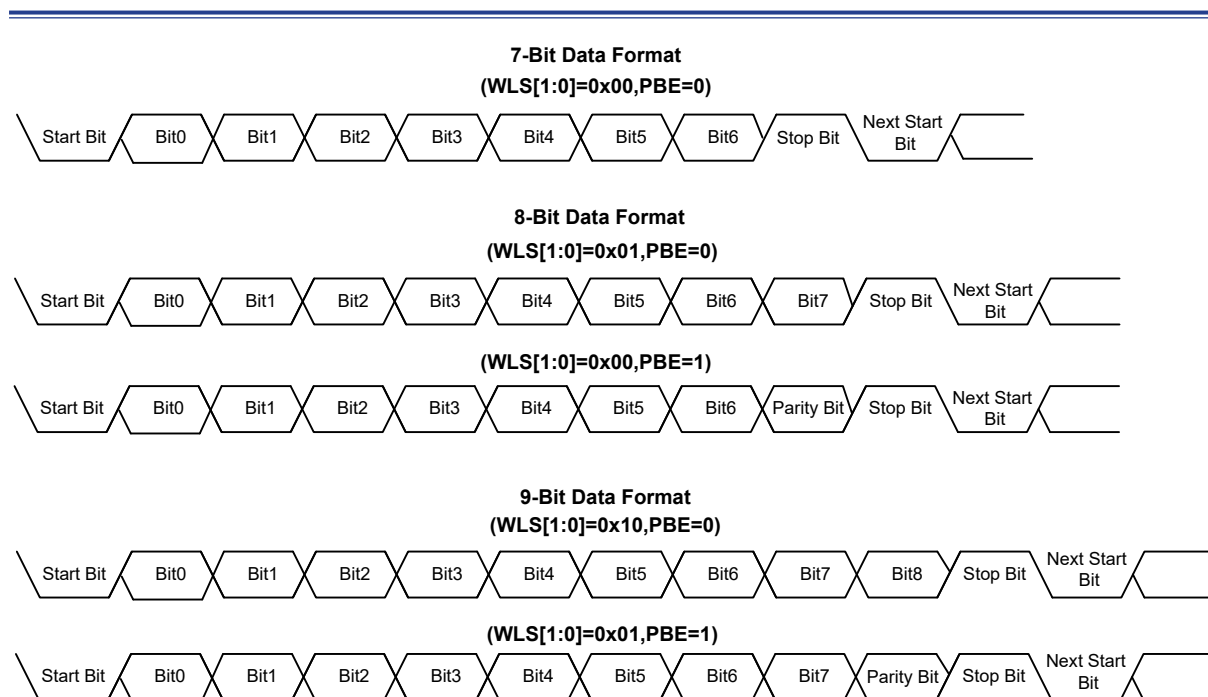 7-Bit Data Format
(WLS[1:0]=0x00,PBE=0)
Start Bit Bit0 Bit1 Bit2 Bit3 Bit4 Bit5 Bit6 Stop Bit Next Start Bit
8-Bit Data Format
(WLS[1:0]=0x01,PBE=0)
Start Bit Bit0 Bit1 Bit2 Bit3 Bit4 Bit5 Bit6 Bit7 Stop Bit Next Start Bit
(WLS[1:0]=0x00,PBE=1)
Start Bit Bit0 Bit1 Bit2 Bit3 Bit4 Bit5 Bit6 Parity Bit Stop Bit Next Start Bit
9-Bit Data Format
(WLS[1:0]=0x10,PBE=0)
Start Bit Bit0 Bit1 Bit2 Bit3 Bit4 Bit5 Bit6 Bit7 Bit8 Stop Bit Next Start Bit
(WLS[1:0]=0x01,PBE=1)
Start Bit Bit0 Bit1 Bit2 Bit3 Bit4 Bit5 Bit6 Bit7 Parity Bit Stop Bit Next Start Bit